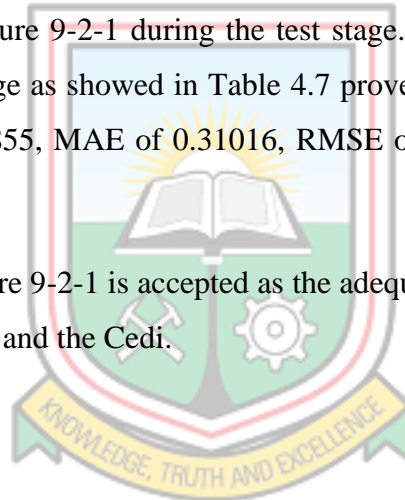 ure 9-2-1 during the test stage.
ge as showed in Table 4.7 prove
355, MAE of 0.31016, RMSE o
re 9-2-1 is accepted as the adequ
and the Cedi.
KNOWLEDGE, TRUTH AND EXCELLENCE